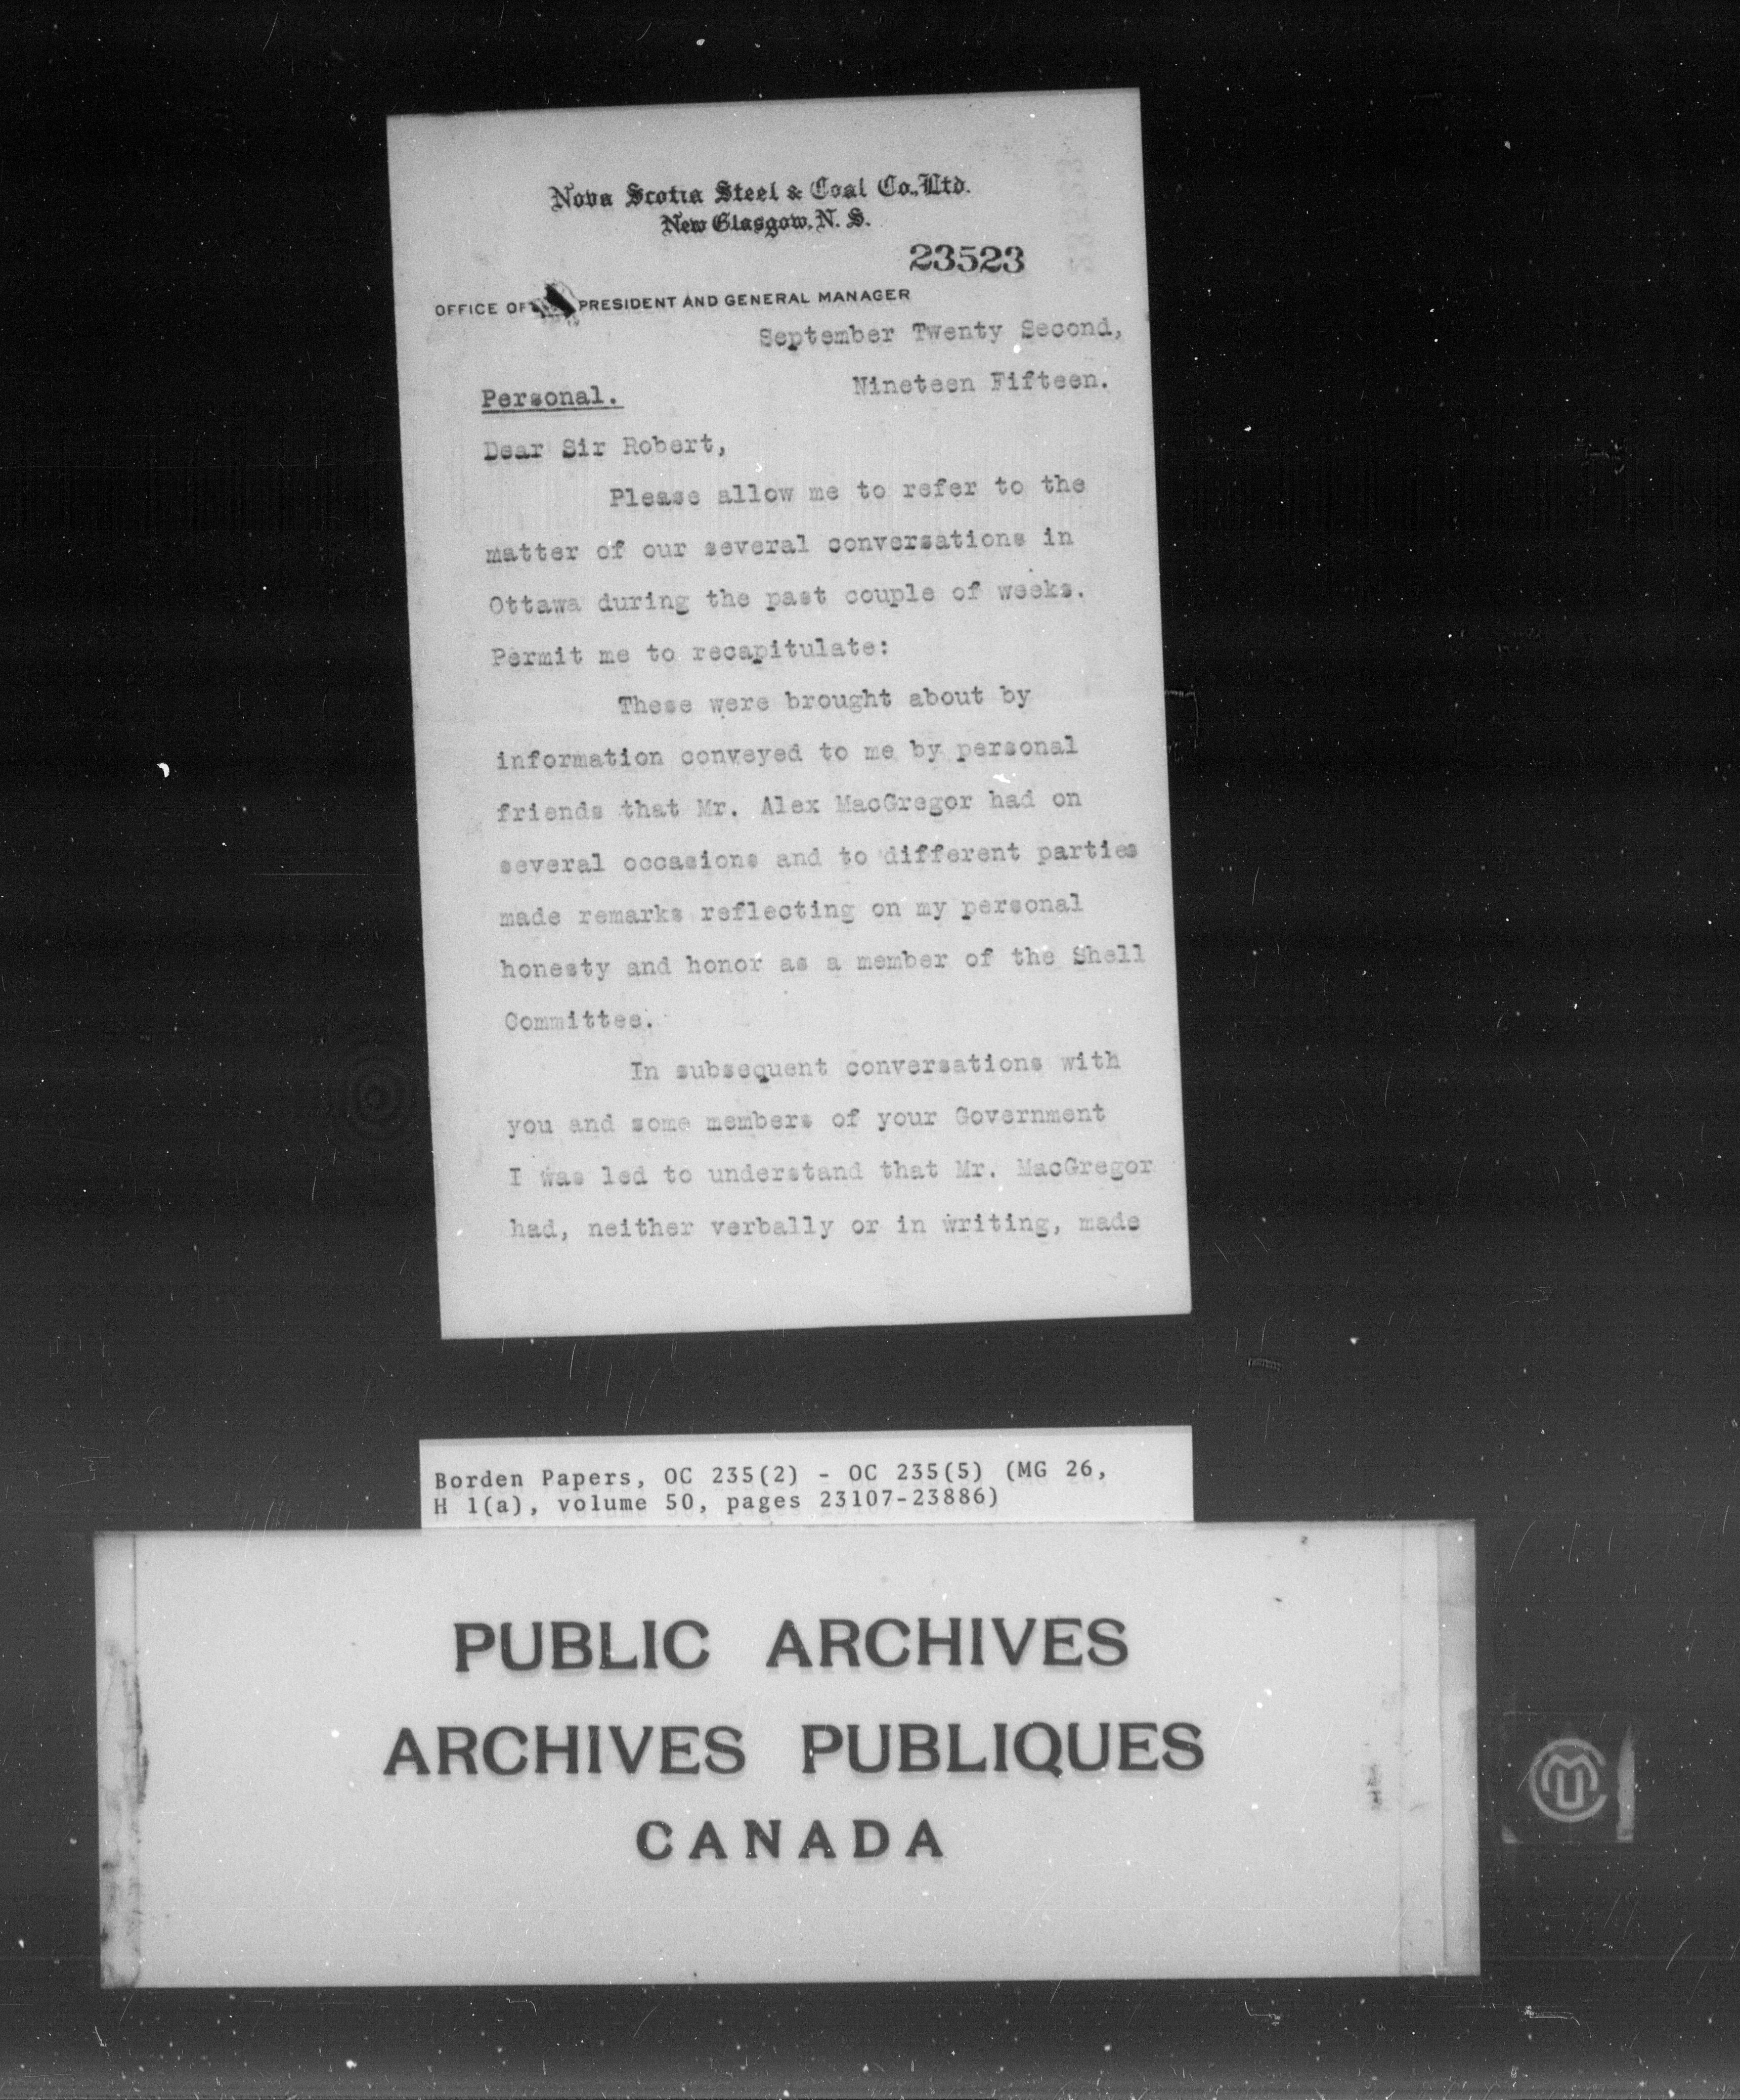 Nova Scotia Steel & Coal Co., Ltd.
New Glasgow, N. S.
23523
OFFICE OF PRESIDENT AND GENERAL MANAGER
September Twenty Second,
Nineteen Fifteen.
Personal.
Dear Sir Robert,
Please allow me to refer to the
matter of our several conversations in
Ottawa during the past couple of weeks.
Permit me to recapitulate:
These were brought about by
information conveyed to me by personal
friends that Mr. Alex MacGregor had on
several occasions and to different parties
made remarks reflecting on my personal
honesty and honor as a member of the Shell
Committee.
In subsequent conversations with
you and some members of your Government
I was led to understand that Mr. MacGregor
had, neither verbally or in writing, made
Borden Papers, OC 235(2) - OC 235(5) (MG 26,
H 1(a), volume 50, pages 23107-23886)
PUBLIC ARCHIVES
ARCHIVES PUBLIQUES
CANADA